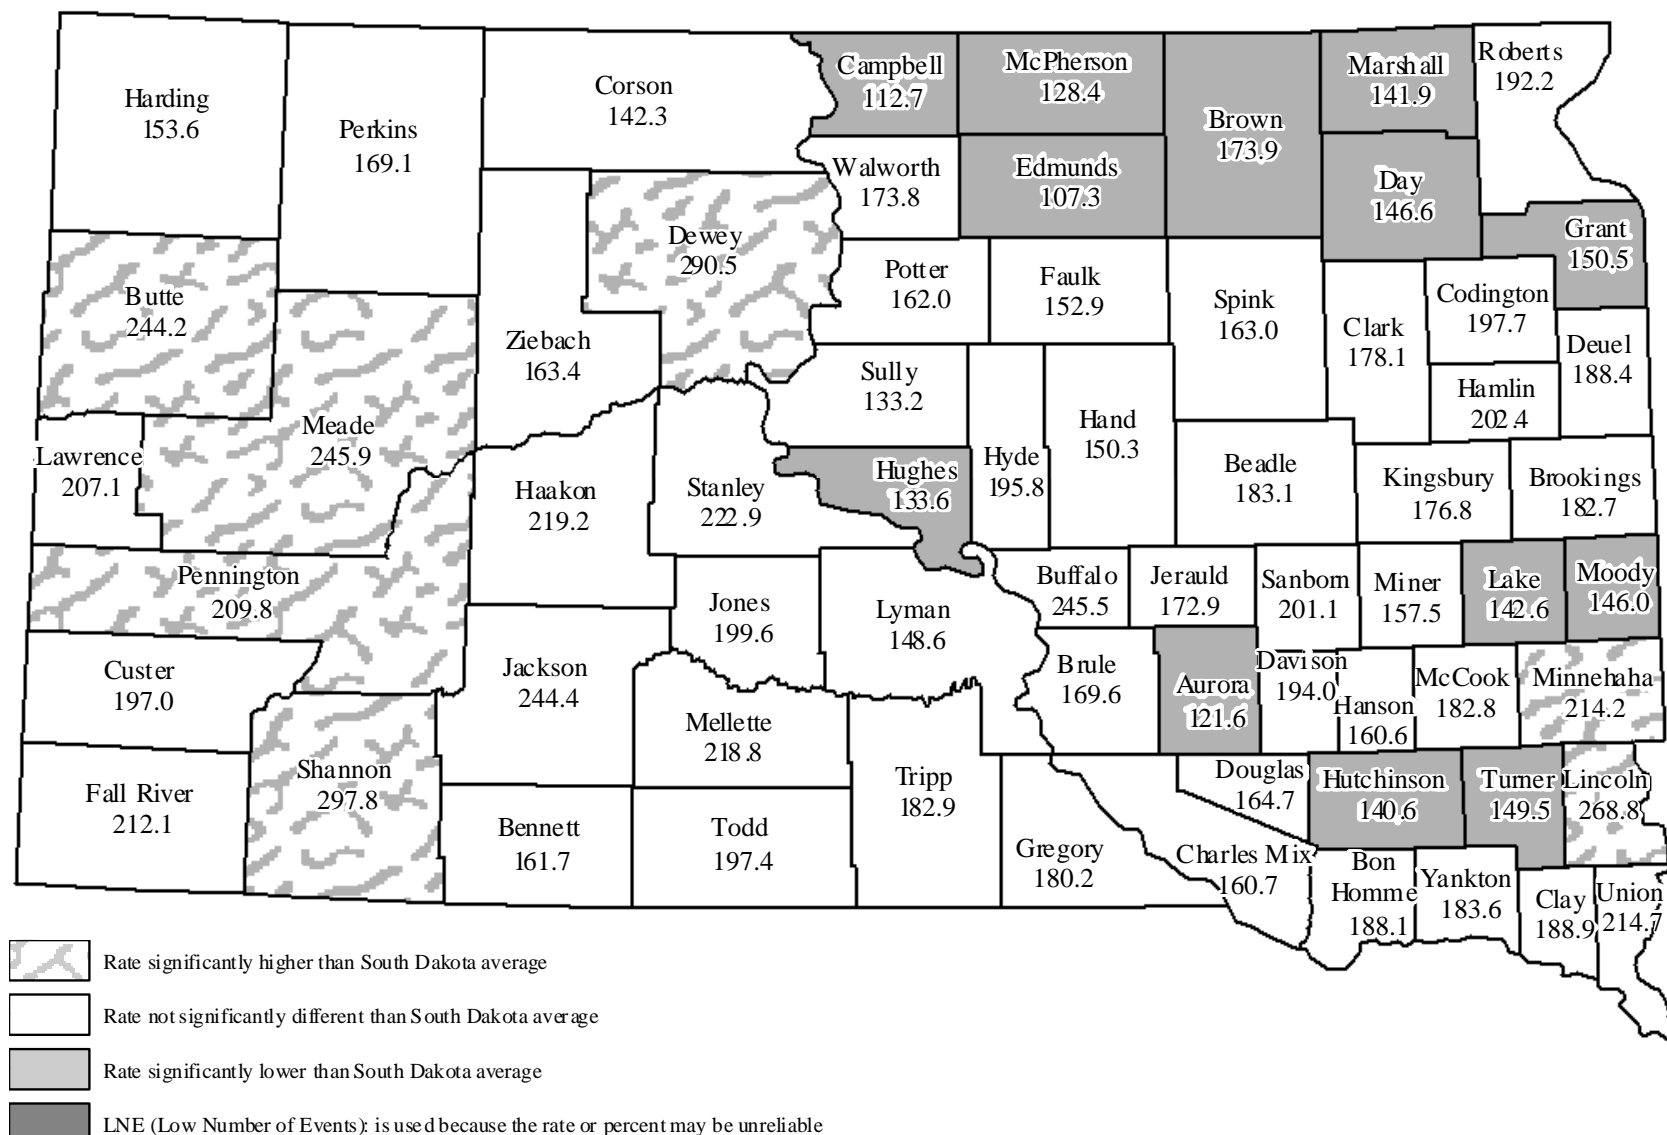 Harding
153.6
Perkins
169.1
Corson
142.3
Campbell
112.7
McPherson
128.4
Brown
173.9
Marshall
141.9
Roberts
192.2
Walworth
173.8
Edmunds
107.3
Day
146.6
Grant
150.5
Dewey
290.5
Butte
244.2
Ziebach
163.4
Potter
162.0
Faulk
152.9
Spink
163.0
Clark
178.1
Codington
197.7
Deuel
188.4
Hamlin
202.4
Meade
245.9
Lawrence
207.1
Sully
133.2
Hand
150.3
Hyde
195.8
Hughes
133.6
Haakon
219.2
Stanley
222.9
Beadle
183.1
Kingsbury
176.8
Brookings
182.7
Pennington
209.8
Jones
199.6
Lyman
148.6
Buffalo
245.5
Jerauld
172.9
Sanborn
201.1
Miner
157.5
Lake
142.6
Moody
146.0
Custer
197.0
Jackson
244.4
Mellette
218.8
Brule
169.6
Aurora
121.6
Davison
194.0
Hanson
160.6
McCook
182.8
Minnehaha
214.2
Fall River
212.1
Shannon
297.8
Bennett
161.7
Todd
197.4
Tripp
182.9
Gregory
180.2
Douglas
164.7
Charles Mix
160.7
Hutchinson
140.6
Turner
149.5
Lincoln
268.8
Bon
Homme
188.1
Yankton
183.6
Clay
188.9
Union
214.7
Rate significantly higher than South Dakota average
Rate not significantly different than South Dakota average
Rate significantly lower than South Dakota average
LNE (Low Number of Events): is used because the rate or percent may be unreliable